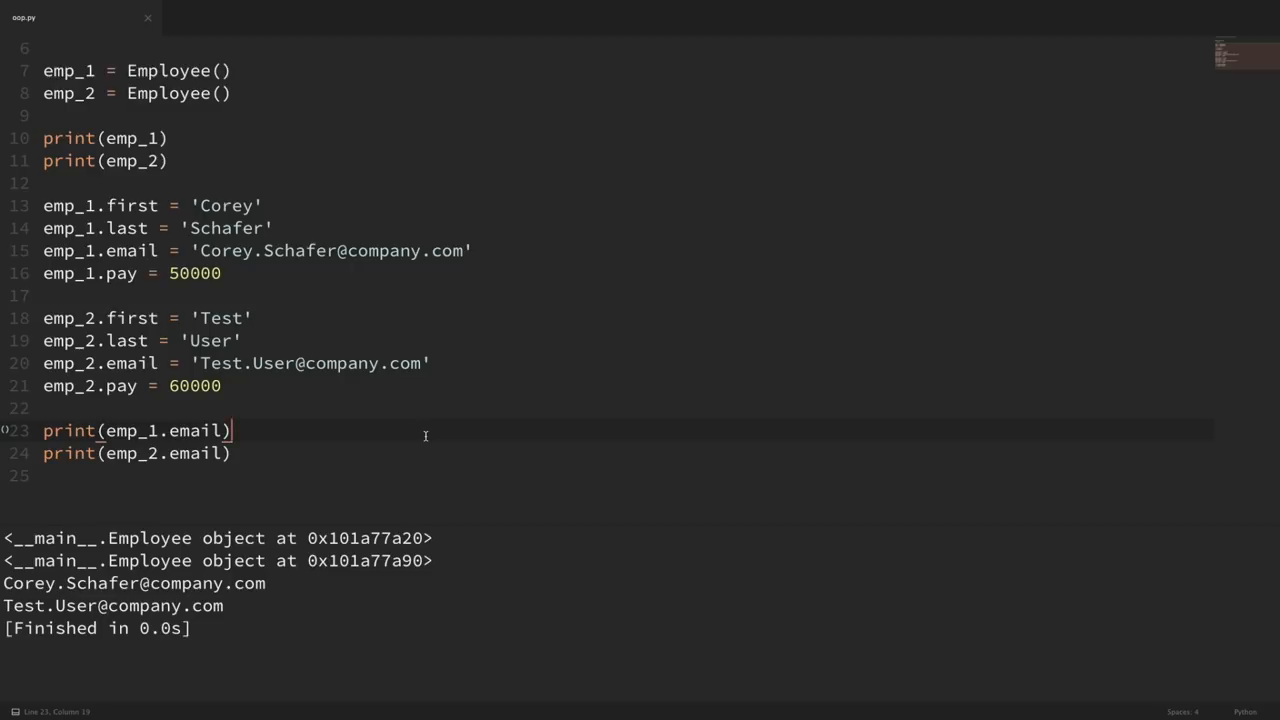 oop.py
×
6
7 emp_1 = Employee()
8 emp_2 = Employee()
9
10 print(emp_1)
11 print(emp_2)
12
13 emp_1.first = 'Corey'
14 emp_1.last = 'Schafer'
15 emp_1.email = 'Corey.Schafer@company.com'
16 emp_1.pay = 50000
17
18 emp_2.first = 'Test'
19 emp_2.last = 'User'
20 emp_2.email = 'Test.User@company.com'
21 emp_2.pay = 60000
22
()23 print(emp_1.email)
24 print(emp_2.email)
25
<__main__.Employee object at 0x101a77a20>
<__main__.Employee object at 0x101a77a90>
Corey.Schafer@company.com
Test.User@company.com
[Finished in 0.0s]
Line 23, Column 19
Spaces: 4
Python